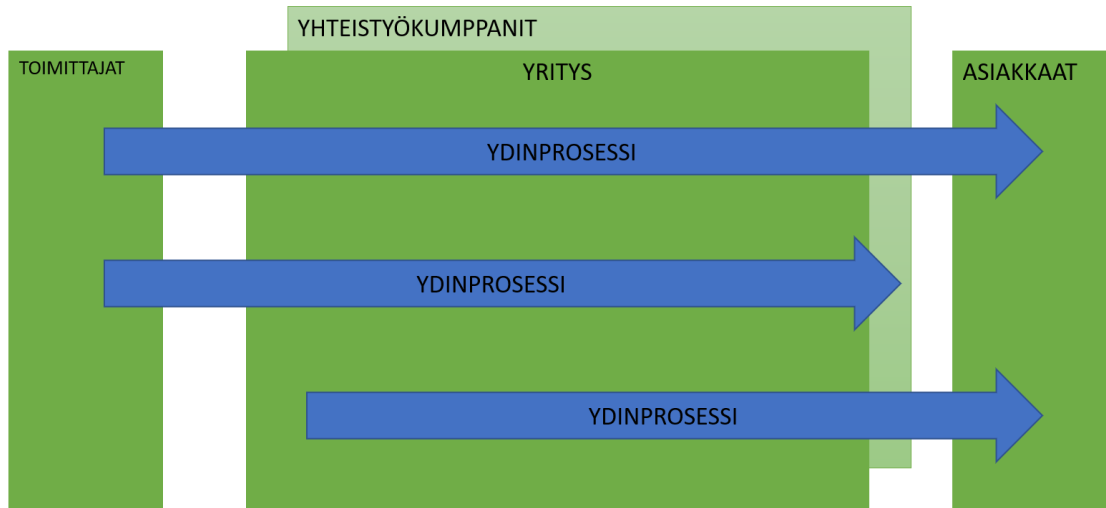 YHTEISTYÖKUMPPANIT
TOIMITTAJAT
YRITYS
ASIAKKAAT
YDINPROSESSI
YDINPROSESSI
YDINPROSESSI